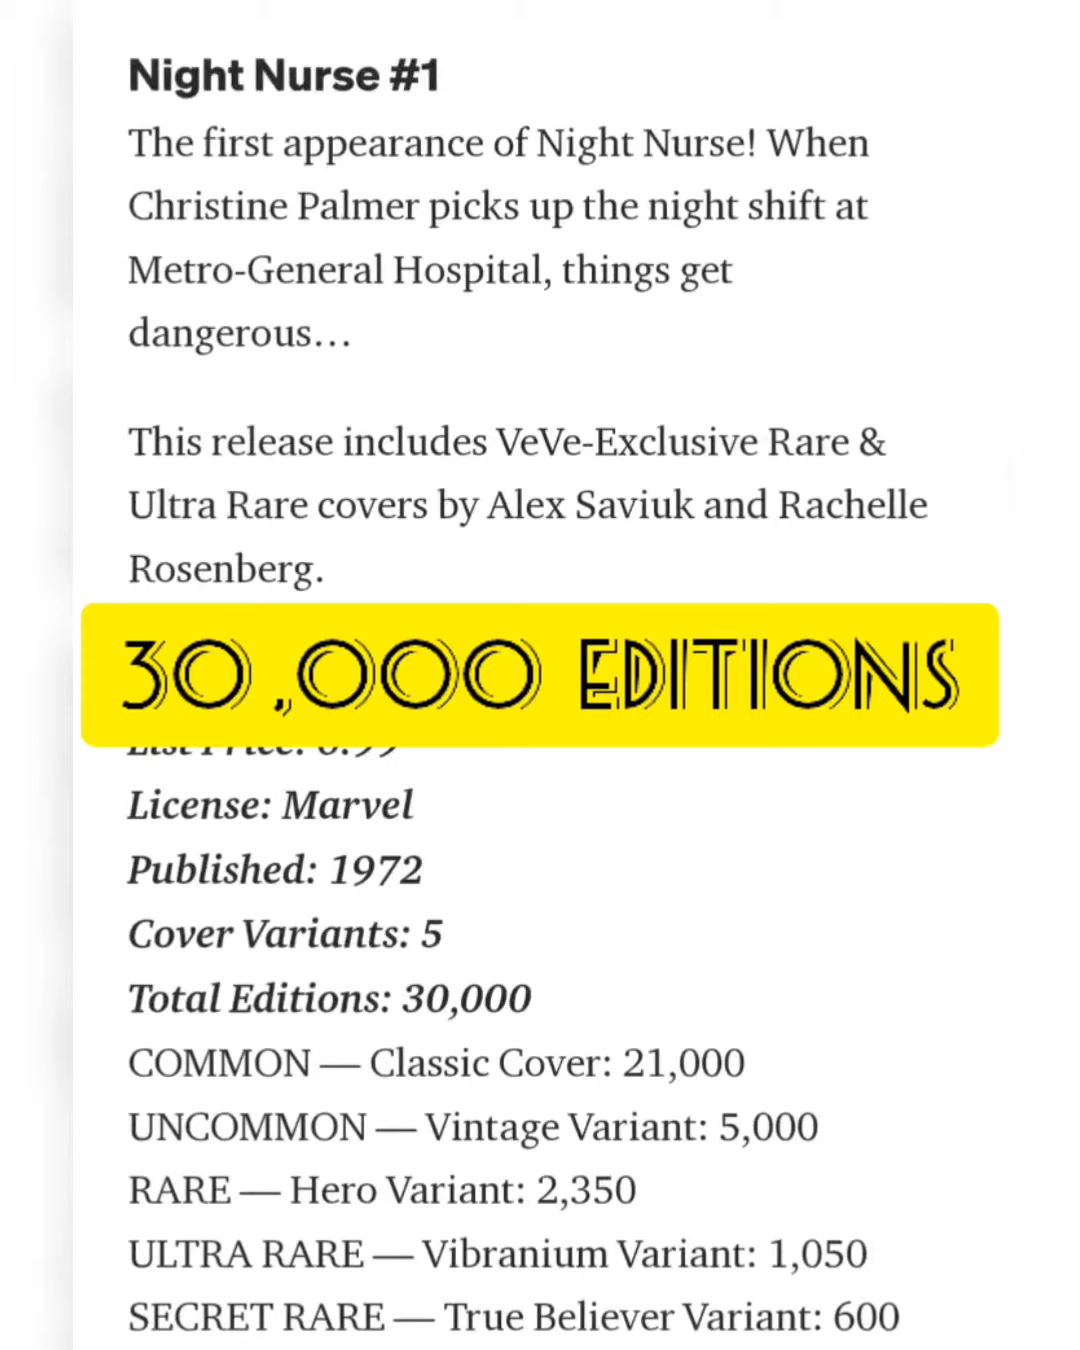 Night Nurse #1
The first appearance of Night Nurse! When
Christine Palmer picks up the night shift at
Metro-General Hospital, things get
dangerous…
This release includes VeVe-Exclusive Rare &
Ultra Rare covers by Alex Saviuk and Rachelle
Rosenberg.
30,000 EDITIONS
List Price: 6.99
License: Marvel
Published: 1972
Cover Variants: 5
Total Editions: 30,000
COMMON — Classic Cover: 21,000
UNCOMMON — Vintage Variant: 5,000
RARE — Hero Variant: 2,350
ULTRA RARE — Vibranium Variant: 1,050
SECRET RARE — True Believer Variant: 600